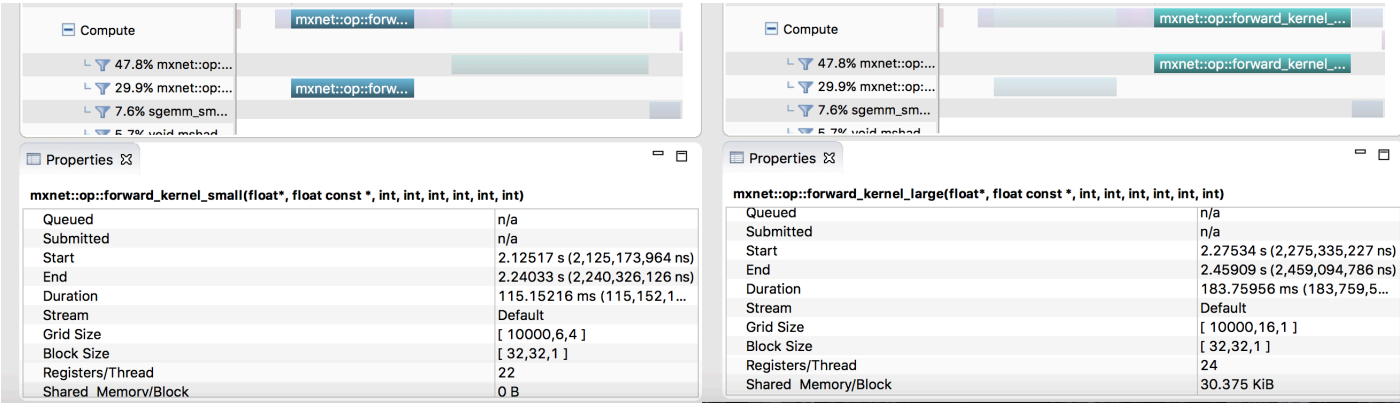 mxnet::op::forw...
Compute
47.8% mxnet::op:...
29.9% mxnet::op:...
mxnet::op::forw...
7.6% sgemm_sm...
5.7% void mshad
Properties
mxnet::op::forward_kernel_small(float*, float const *, int, int, int, int, int, int)
Queued n/a
Submitted n/a
Start 2.12517 s (2,125,173,964 ns)
End 2.24033 s (2,240,326,126 ns)
Duration 115.15216 ms (115,152,1...
Stream Default
Grid Size [ 10000,6,4 ]
Block Size [ 32,32,1 ]
Registers/Thread 22
Shared Memory/Block 0 B
mxnet::op::forward_kernel_...
Compute
47.8% mxnet::op:...
mxnet::op::forward_kernel_...
29.9% mxnet::op:...
7.6% sgemm_sm...
5.7% void mshad
Properties
mxnet::op::forward_kernel_large(float*, float const *, int, int, int, int, int, int)
Queued n/a
Submitted n/a
Start 2.27534 s (2,275,335,227 ns)
End 2.45909 s (2,459,094,786 ns)
Duration 183.75956 ms (183,759,5...
Stream Default
Grid Size [ 10000,16,1 ]
Block Size [ 32,32,1 ]
Registers/Thread 24
Shared Memory/Block 30.375 KiB